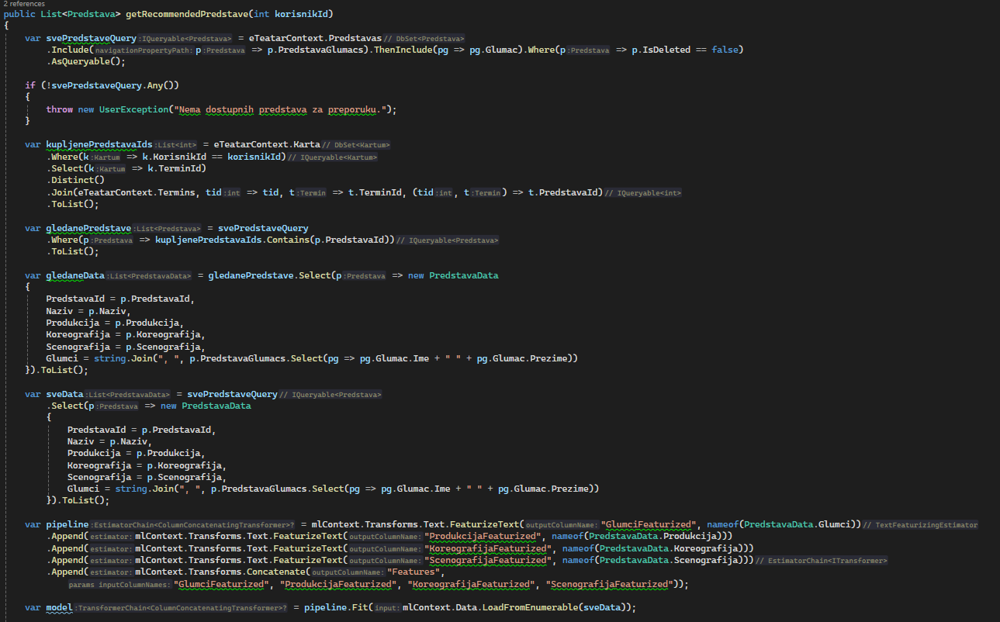 2 references
public List<Predstava> getRecommendedPredstave(int korisnikId)
{
var svePredstaveQuery :IQueryable<Predstava> = eTeatarContext.Predstavas // DbSet<Predstava>
.Include(navigationPropertyPath: p :Predstava => p.PredstavaGlumacs).ThenInclude(pg => pg.Glumac).Where(p :Predstava => p.IsDeleted == false)
.AsQueryable();
if (!svePredstaveQuery.Any())
{
throw new UserException("Nema dostupnih predstava za preporuku.");
}
var kupljenePredstavaIds :List<int> = eTeatarContext.Karta // DbSet<Kartum>
.Where(k :Kartum => k.KorisnikId == korisnikId) // IQueryable<Kartum>
.Select(k :Kartum => k.TerminId)
.Distinct()
.Join(eTeatarContext.Termins, tid :int => tid, t :Termin => t.TerminId, (tid :int , t :Termin ) => t.PredstavaId) // IQueryable<int>
.ToList();
var gledanePredstave :List<Predstava> = svePredstaveQuery
.Where(p :Predstava => kupljenePredstavaIds.Contains(p.PredstavaId)) // IQueryable<Predstava>
.ToList();
var gledaneData :List<PredstavaData> = gledanePredstave.Select(p :Predstava => new PredstavaData
{
PredstavaId = p.PredstavaId,
Naziv = p.Naziv,
Produkcija = p.Produkcija,
Koreografija = p.Koreografija,
Scenografija = p.Scenografija,
Glumci = string.Join(", ", p.PredstavaGlumacs.Select(pg => pg.Glumac.Ime + " " + pg.Glumac.Prezime))
}).ToList();
var sveData :List<PredstavaData> = svePredstaveQuery // IQueryable<Predstava>
.Select(p :Predstava => new PredstavaData
{
PredstavaId = p.PredstavaId,
Naziv = p.Naziv,
Produkcija = p.Produkcija,
Koreografija = p.Koreografija,
Scenografija = p.Scenografija,
Glumci = string.Join(", ", p.PredstavaGlumacs.Select(pg => pg.Glumac.Ime + " " + pg.Glumac.Prezime))
}).ToList();
var pipeline :EstimatorChain<ColumnConcatenatingTransformer>? = mlContext.Transforms.Text.FeaturizeText(outputColumnName: "GlumciFeaturized", nameof(PredstavaData.Glumci)) // TextFeaturizingEstimator
.Append(estimator: mlContext.Transforms.Text.FeaturizeText(outputColumnName: "ProdukcijaFeaturized", nameof(PredstavaData.Produkcija)))
.Append(estimator: mlContext.Transforms.Text.FeaturizeText(outputColumnName: "KoreografijaFeaturized", nameof(PredstavaData.Koreografija)))
.Append(estimator: mlContext.Transforms.Text.FeaturizeText(outputColumnName: "ScenografijaFeaturized", nameof(PredstavaData.Scenografija))) // EstimatorChain<ITransformer>
.Append(estimator: mlContext.Transforms.Concatenate(outputColumnName: "Features",
params inputColumnNames: "GlumciFeaturized", "ProdukcijaFeaturized", "KoreografijaFeaturized", "ScenografijaFeaturized"));
var model :TransformerChain<ColumnConcatenatingTransformer>? = pipeline.Fit(input: mlContext.Data.LoadFromEnumerable(sveData));